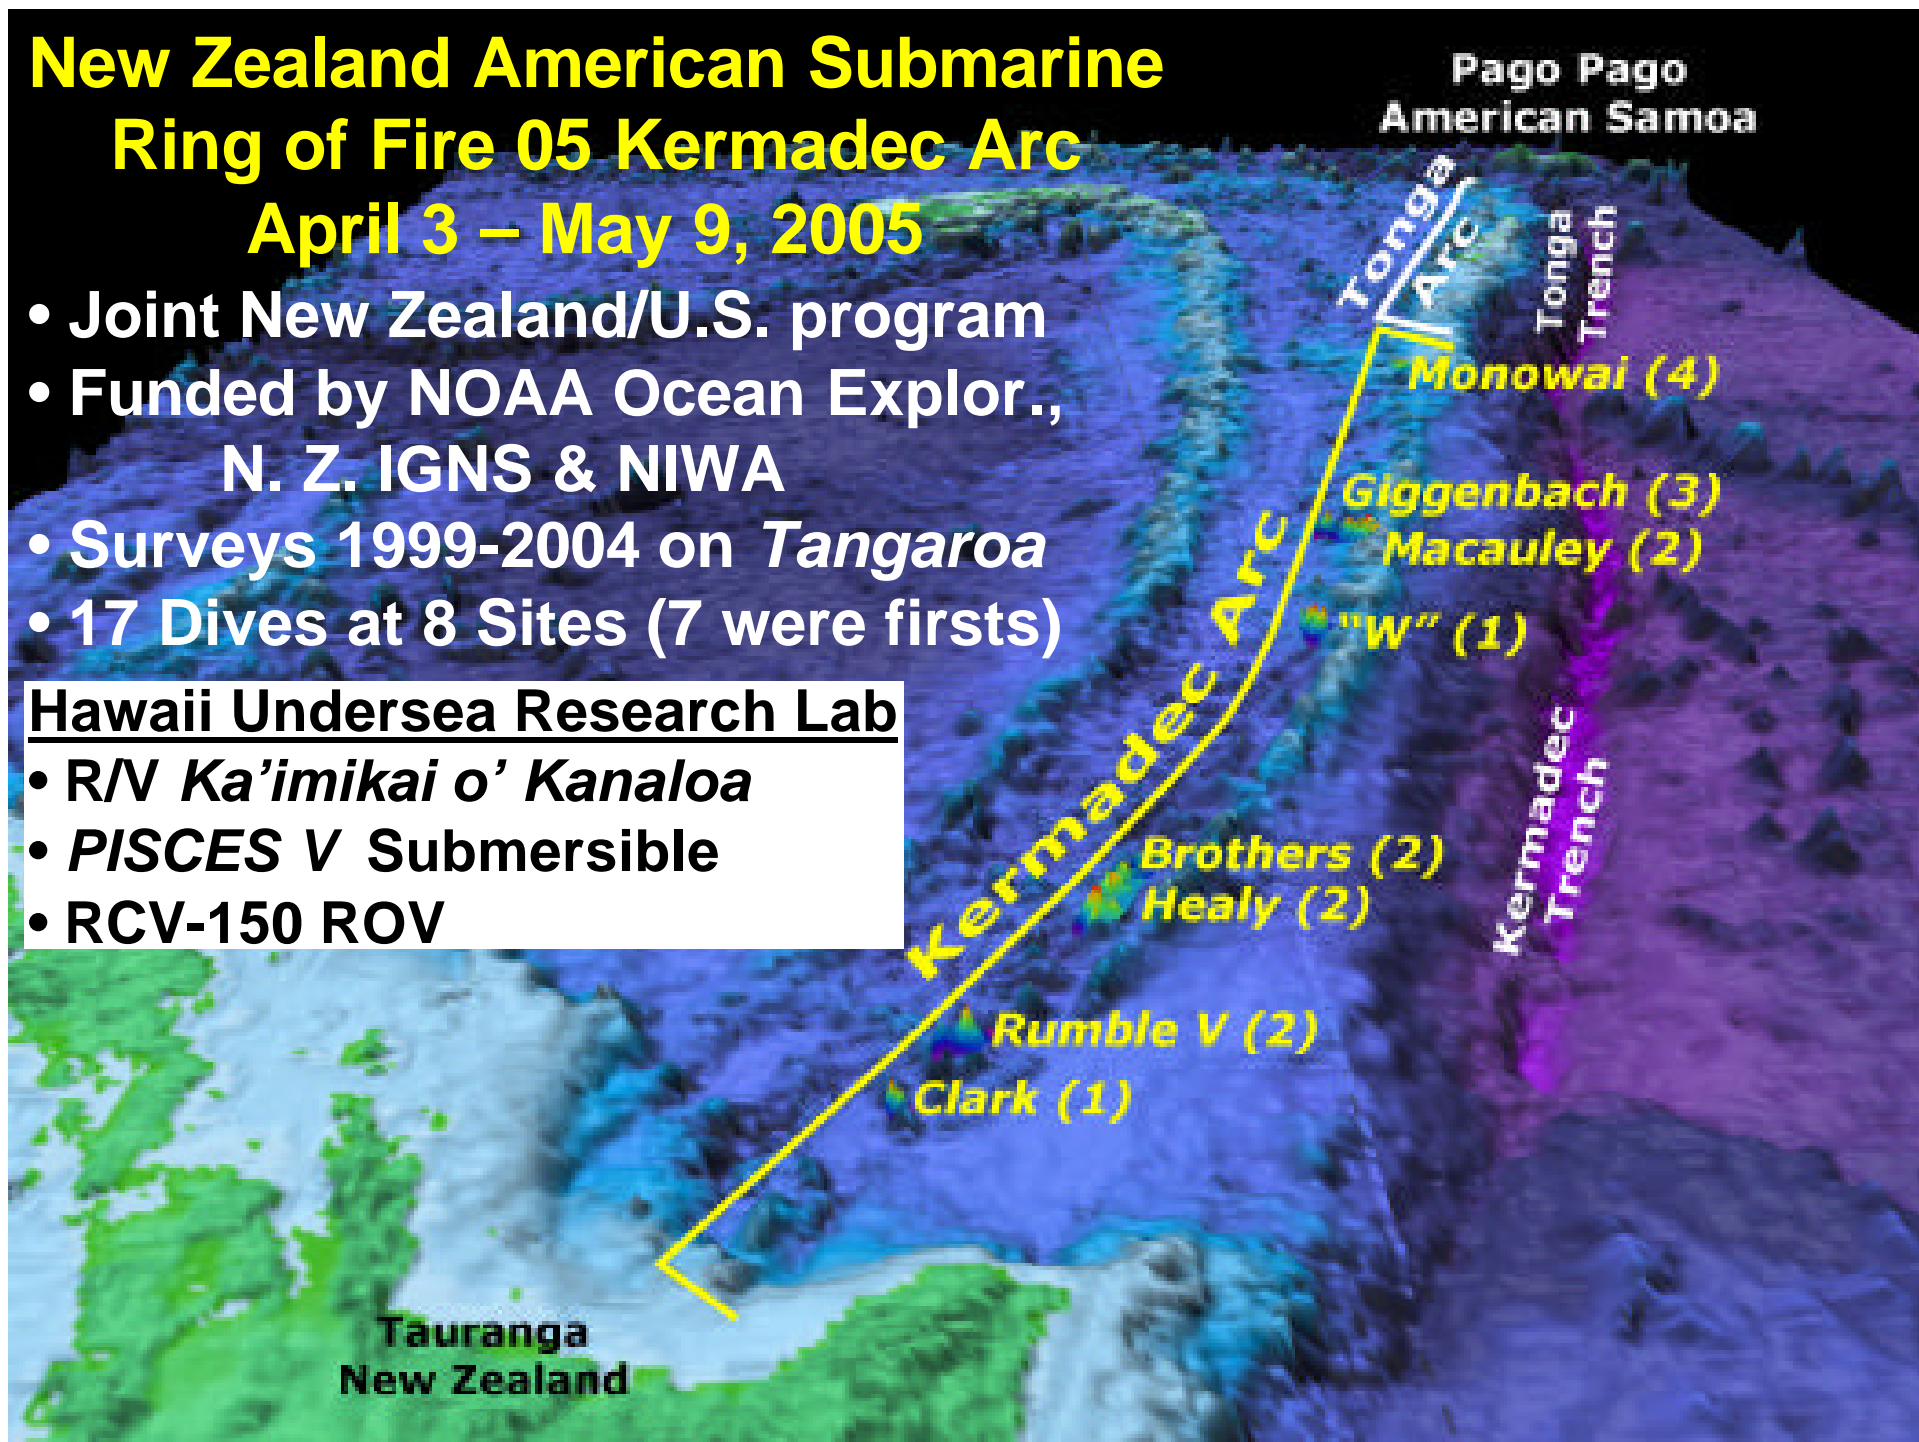 New Zealand American Submarine
Ring of Fire 05 Kermadec Arc
April 3 – May 9, 2005
• Joint New Zealand/U.S. program
• Funded by NOAA Ocean Explor.,
N. Z. IGNS & NIWA
• Surveys 1999-2004 on Tangaroa
• 17 Dives at 8 Sites (7 were firsts)
Hawaii Undersea Research Lab
• R/V Ka’imikai o’ Kanaloa
• PISCES V Submersible
• RCV-150 ROV
Pago Pago
American Samoa
Tonga
Arc
Tonga
Trench
Monowai (4)
Giggenbach (3)
Macauley (2)
"W" (1)
Kermadec Arc
Kermadec
Trench
Brothers (2)
Healy (2)
Rumble V (2)
Clark (1)
Tauranga
New Zealand